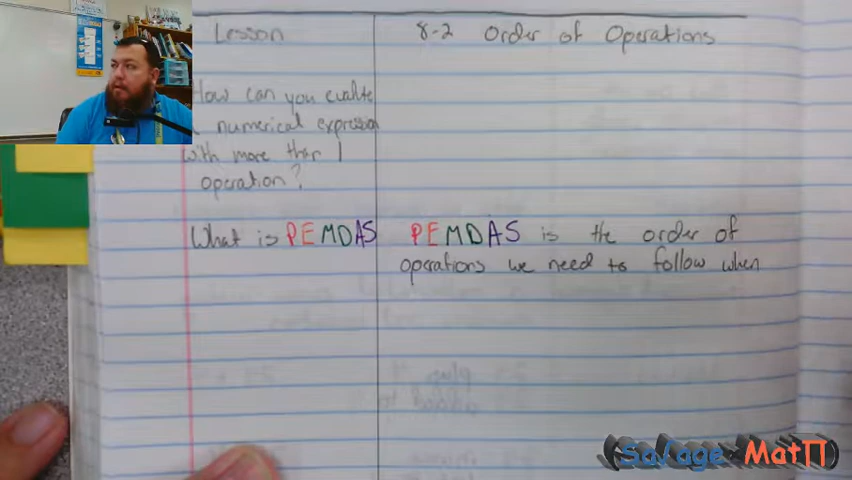 Lesson
8-2 Order of Operations
How can you evalute
numerical expression
with more than 1
operation?
What is PEMDAS
PEMDAS is the order of
operations we need to follow when
Savage Mat∏